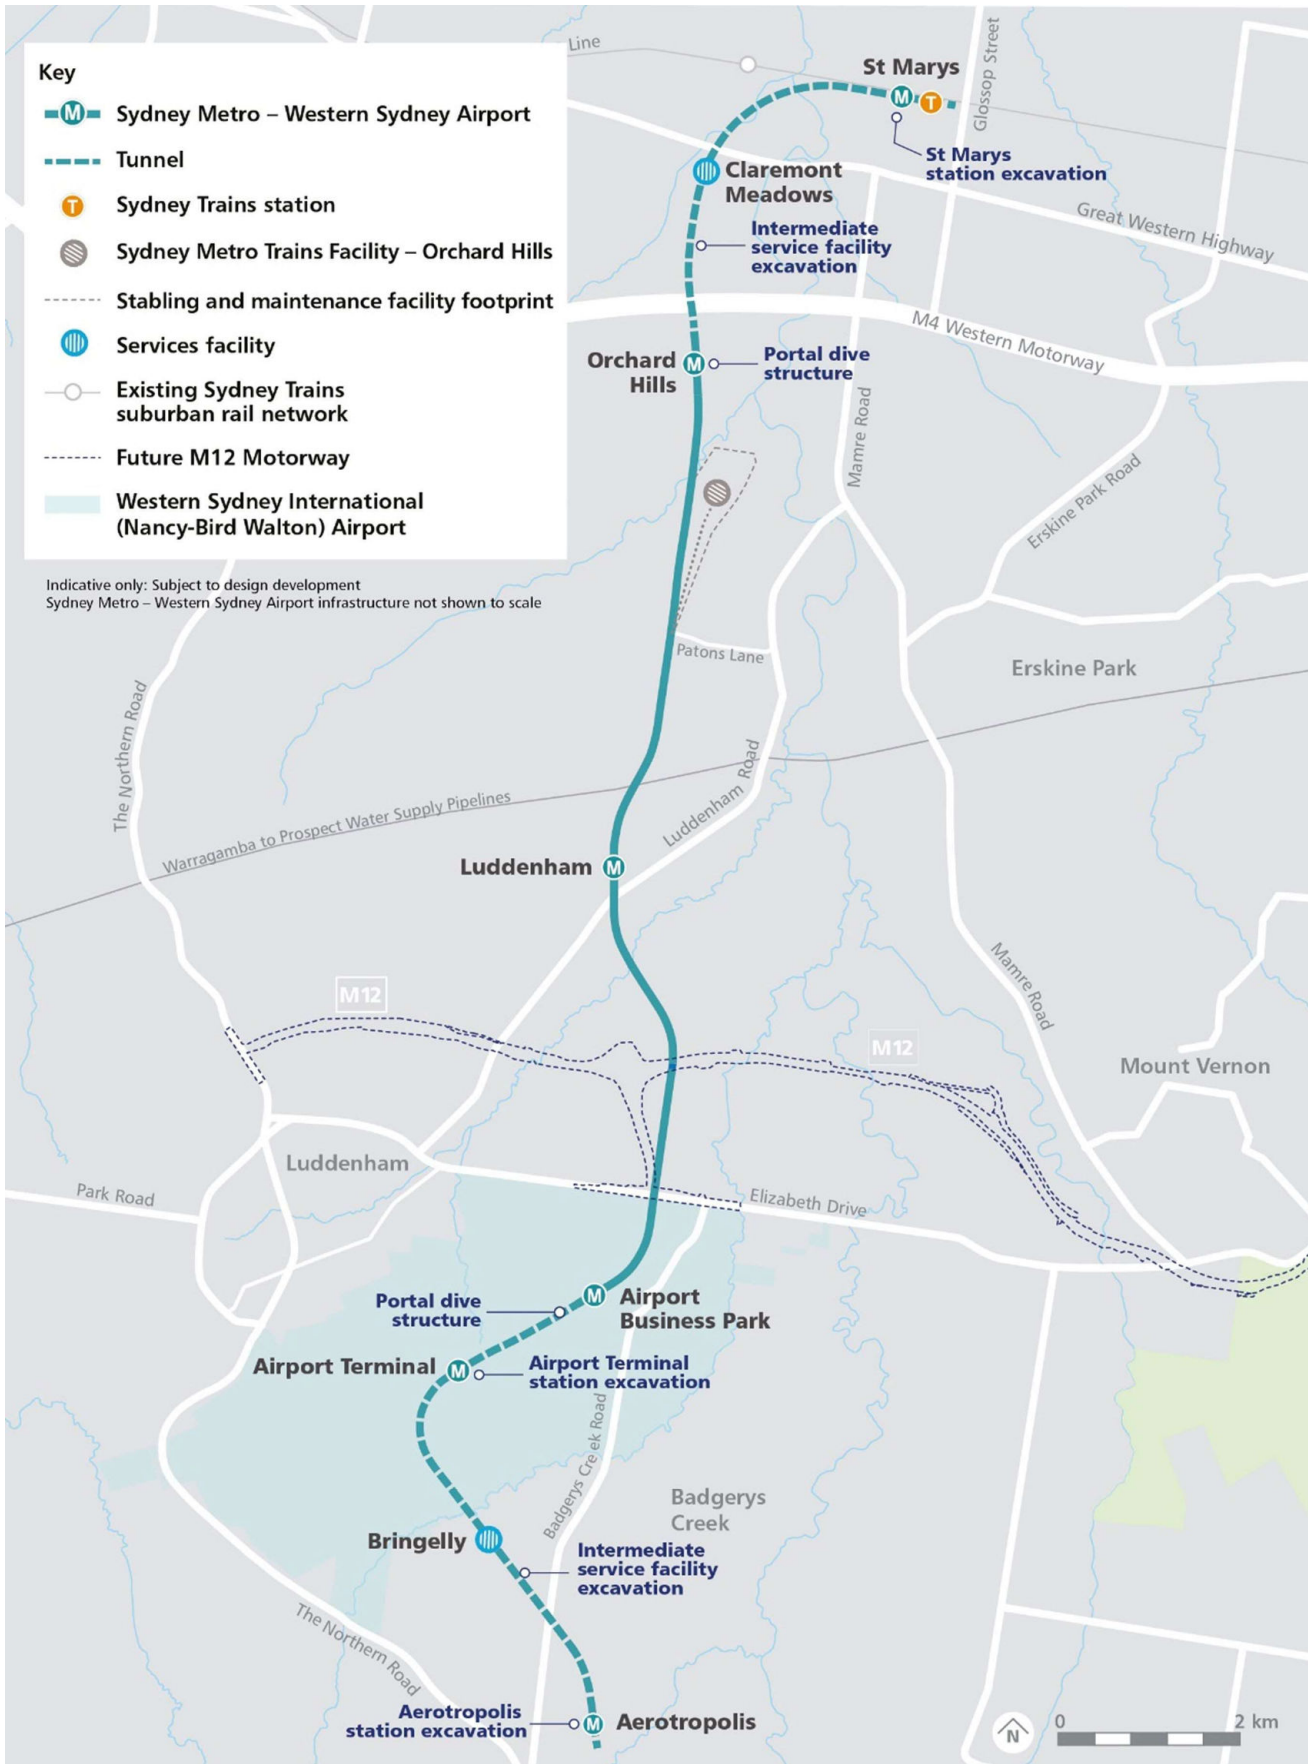 Key
M
Sydney Metro – Western Sydney Airport
Tunnel
T
Sydney Trains station
Sydney Metro Trains Facility – Orchard Hills
Stabling and maintenance facility footprint
Services facility
Existing Sydney Trains
suburban rail network
Future M12 Motorway
Western Sydney International
(Nancy-Bird Walton) Airport
Indicative only: Subject to design development
Sydney Metro – Western Sydney Airport infrastructure not shown to scale
Line
St Marys
M
T
Glossop Street
St Marys
station excavation
Claremont
Meadows
Great Western Highway
Intermediate
service facility
excavation
M4 Western Motorway
Orchard
Hills
M
Portal dive
structure
Mamre Road
Erskine Park Road
Patons Lane
Erskine Park
The Northern Road
Luddenham Road
Warragamba to Prospect Water Supply Pipelines
Luddenham
M
Mamre Road
M12
M12
Mount Vernon
Luddenham
Park Road
Elizabeth Drive
M
Airport
Business Park
Portal dive
structure
Airport Terminal
M
Airport Terminal
station excavation
Badgerys Cre ek Road
Badgerys
Creek
Bringelly
Intermediate
service facility
excavation
The Northern Road
Aerotropolis
station excavation
M
Aerotropolis
N
0
2 km